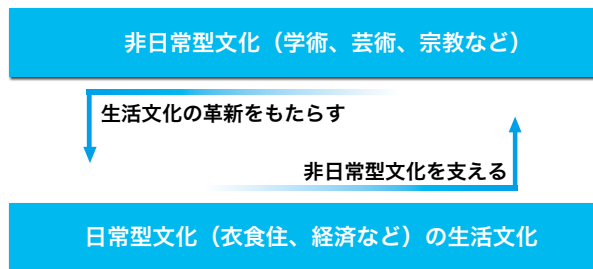 非日常型文化（学術、芸術、宗教など）
生活文化の革新をもたらす
非日常型文化を支える
日常型文化（衣食住、経済など）の生活文化